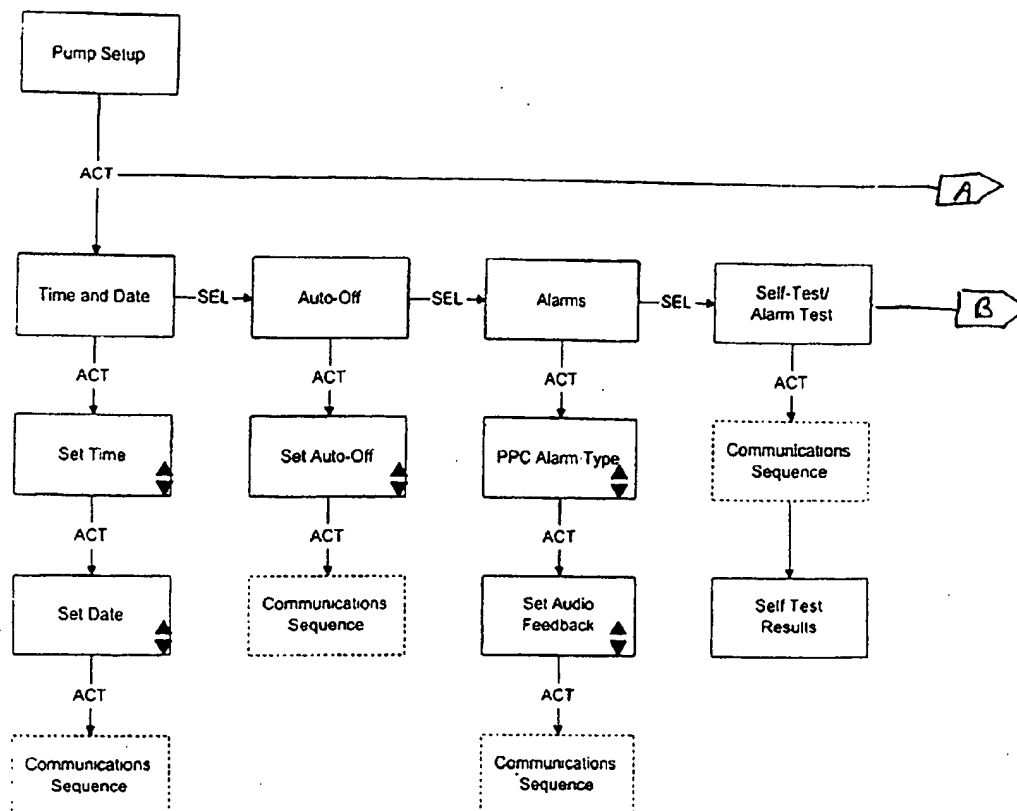 Pump Setup
ACT
A
Time and Date
SEL
Auto-Off
SEL
Alarms
SEL
Self-Test/
Alarm Test
B
ACT
ACT
ACT
ACT
Set Time
Set Auto-Off
PPC Alarm Type
Communications
Sequence
ACT
ACT
ACT
Set Date
Communications
Sequence
Set Audio
Feedback
Self Test
Results
ACT
ACT
Communications
Sequence
Communications
Sequence